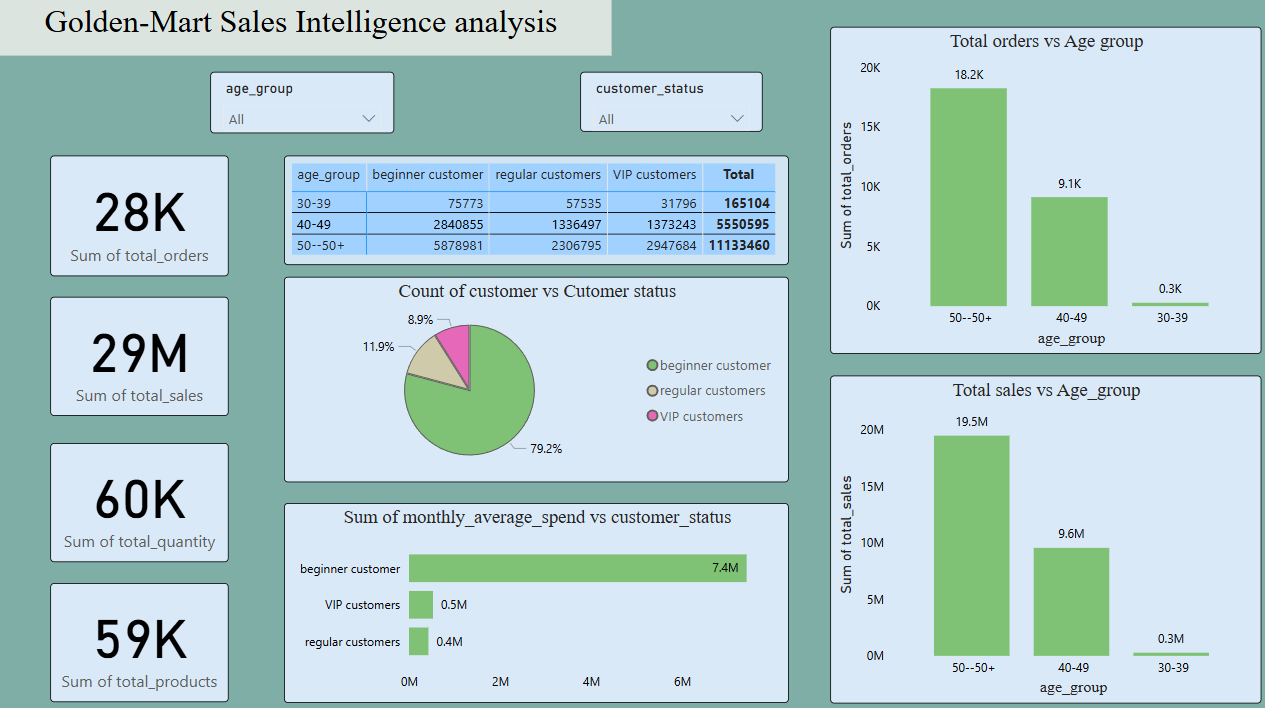 Golden-Mart Sales Intelligence analysis
age_group
All
customer_status
All
28K
Sum of total_orders
29M
Sum of total_sales
60K
Sum of total_quantity
59K
Sum of total_products
age_group beginner customer regular customers VIP customers Total
30-39 75773 57535 31796 165104
40-49 2840855 1336497 1373243 5550595
50--50+ 5878981 2306795 2947684 11133460
Count of customer vs Cutomer status
8.9%
11.9%
79.2%
beginner customer
regular customers
VIP customers
Sum of monthly_average_spend vs customer_status
beginner customer 7.4M
VIP customers 0.5M
regular customers 0.4M
0M 2M 4M 6M
Total orders vs Age group
Sum of total_orders
20K
15K
10K
5K
0K
18.2K
9.1K
0.3K
50--50+ 40-49 30-39
age_group
Total sales vs Age_group
Sum of total_sales
20M
15M
10M
5M
0M
19.5M
9.6M
0.3M
50--50+ 40-49 30-39
age_group